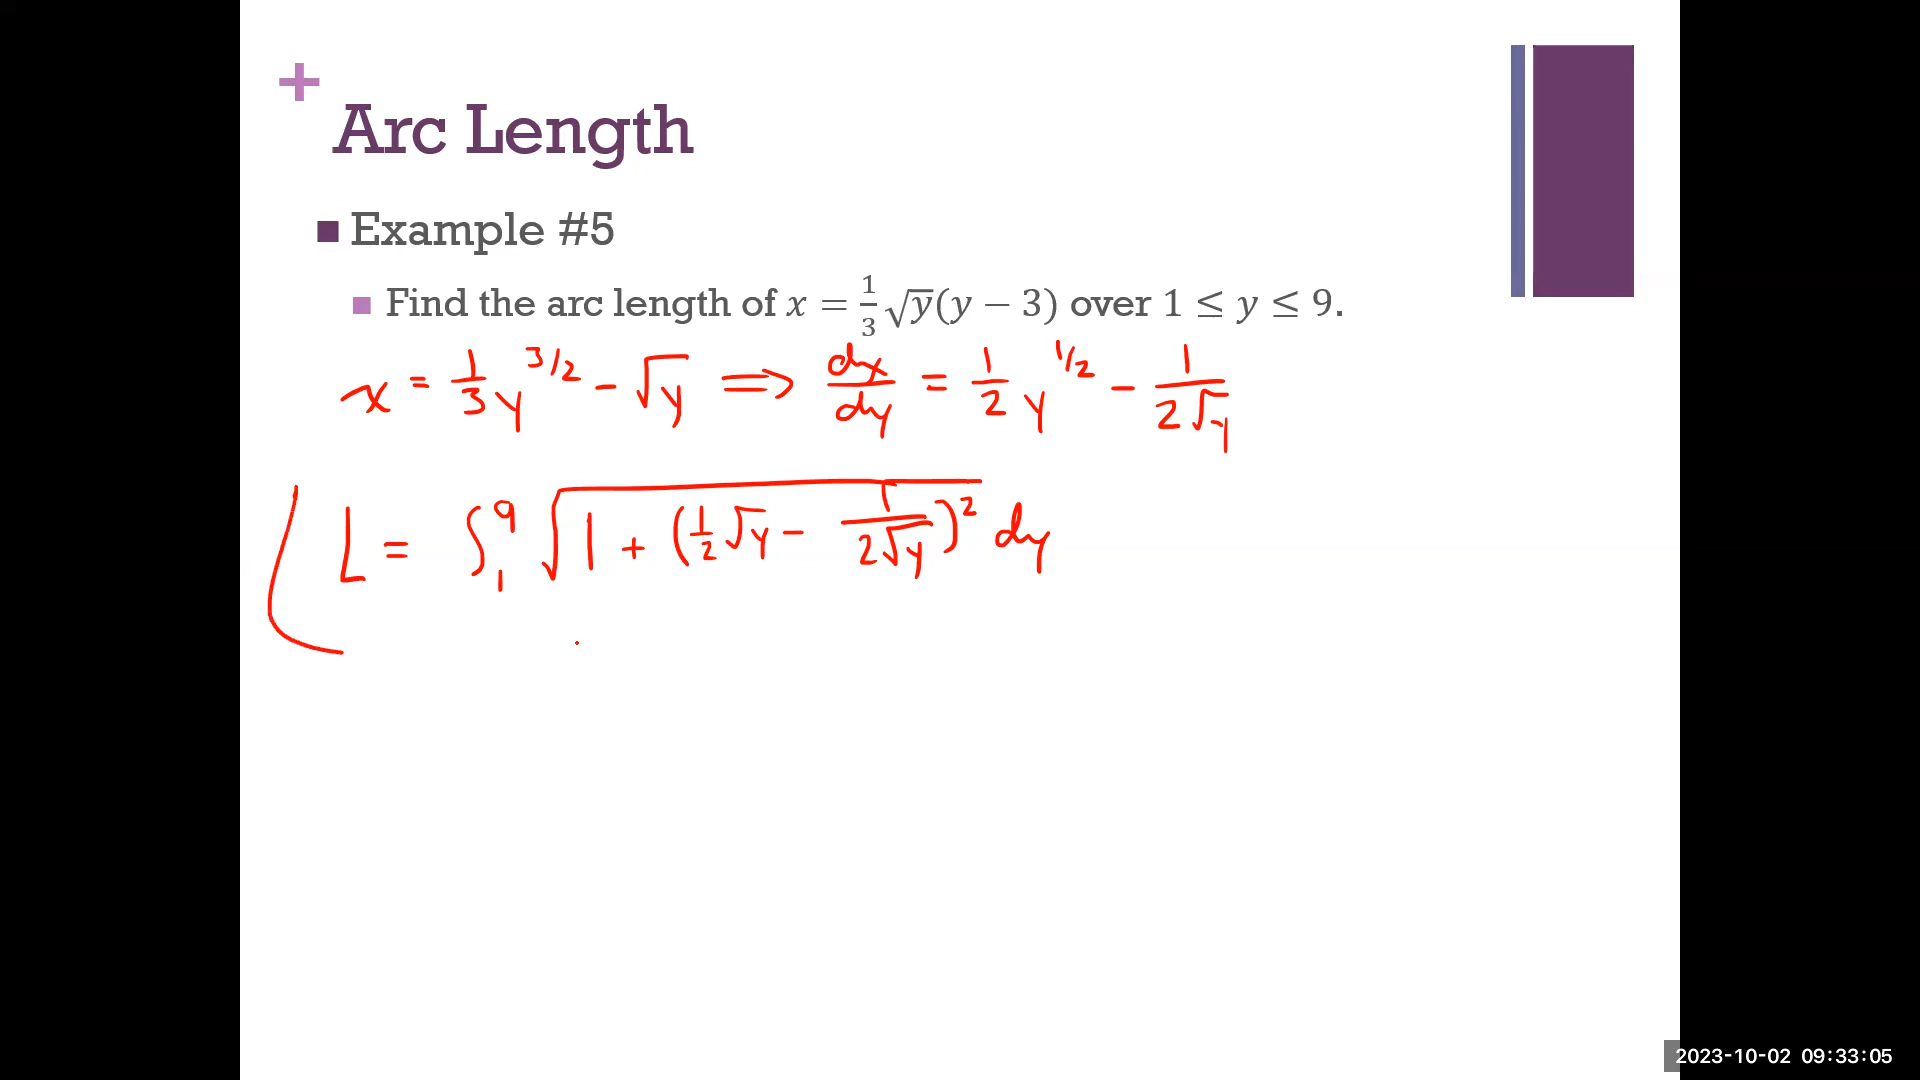 +
Arc Length
■ Example #5
■ Find the arc length of x = 1/3 √y(y − 3) over 1 ≤ y ≤ 9.
x = 1/3 y^3/2 − √y ⟹ dx/dy = 1/2 y^1/2 − 1/(2√y)
L = ∫₁⁹ √(1 + (1/2 √y − 1/(2√y))²) dy
2023-10-02 09:33:05